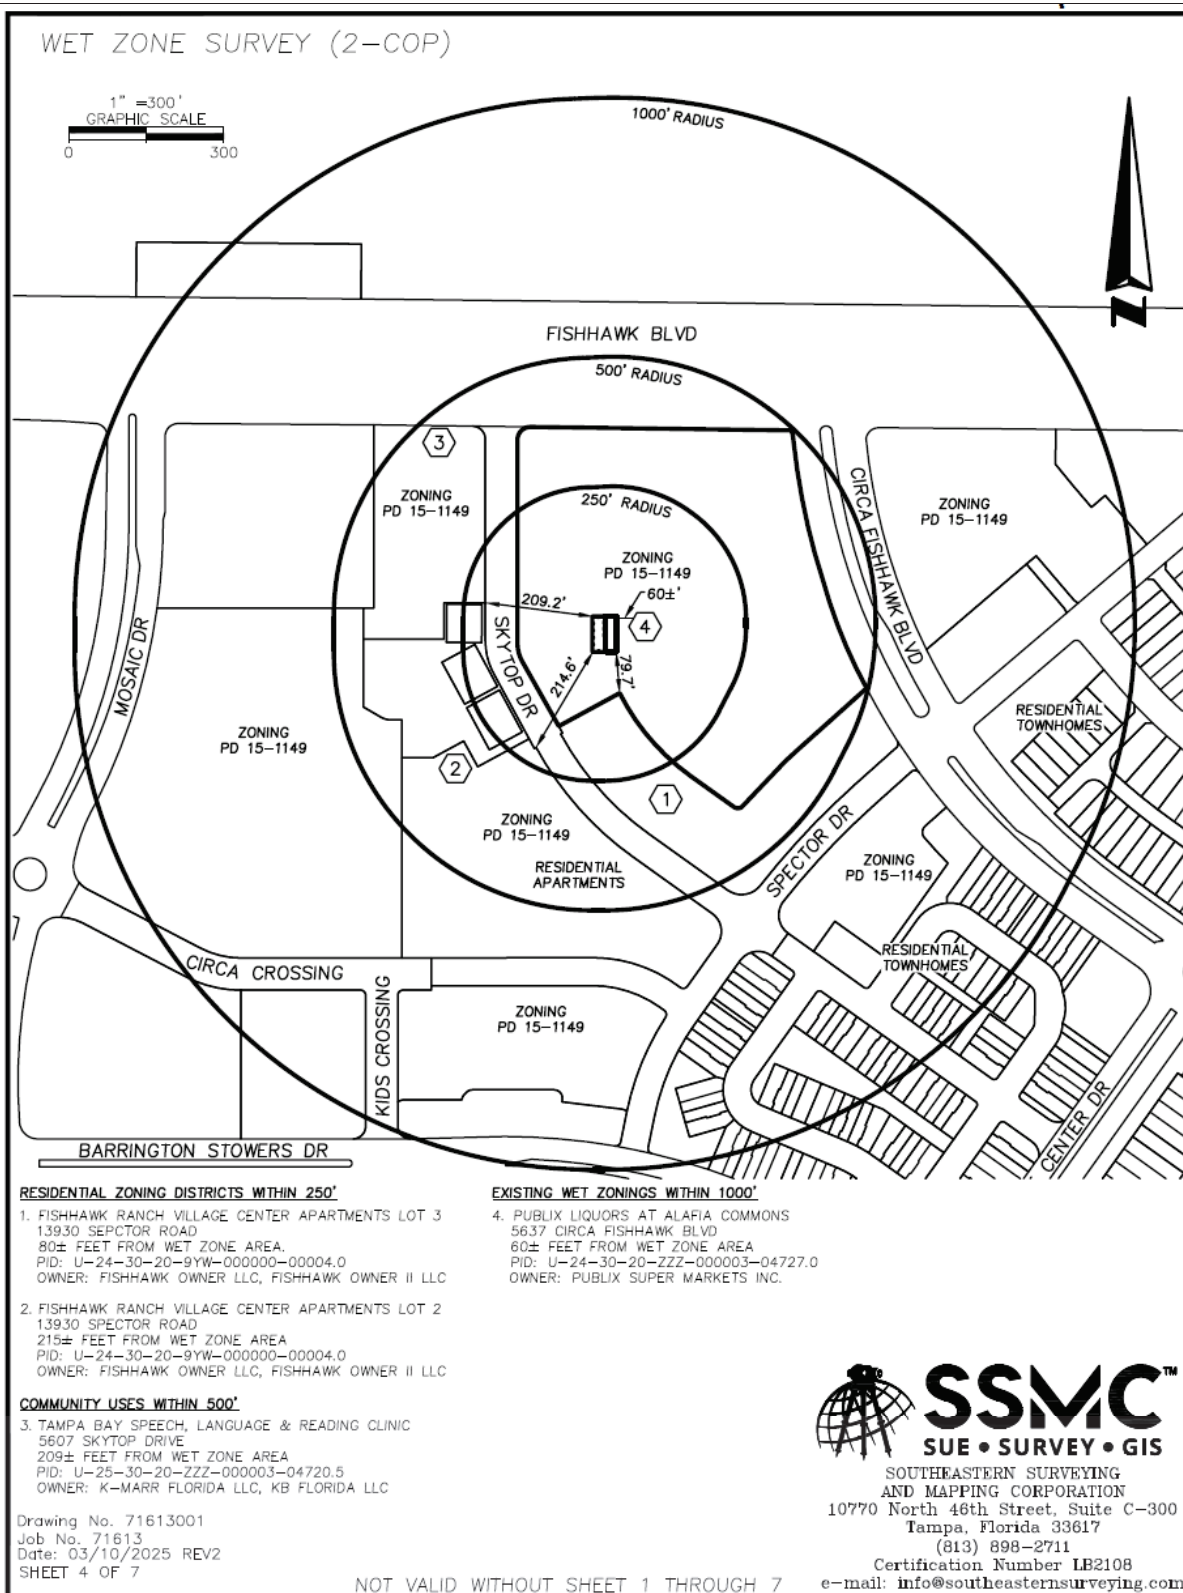 WET ZONE SURVEY (2-COP)
1" =300'
GRAPHIC SCALE
0 300
1000' RADIUS
N
FISHHAWK BLVD
500' RADIUS
3
ZONING
PD 15-1149
250' RADIUS
ZONING
PD 15-1149
CIRCA FISHHAWK BLVD
ZONING
PD 15-1149
209.2'
60±'
4
SKYTOP DR
214.6'
79.7'
MOSAIC DR
ZONING
PD 15-1149
RESIDENTIAL
TOWNHOMES
2
1
ZONING
PD 15-1149
RESIDENTIAL
APARTMENTS
SPECTOR DR
ZONING
PD 15-1149
RESIDENTIAL
TOWNHOMES
CIRCA CROSSING
KIDS CROSSING
ZONING
PD 15-1149
CENTER DR
BARRINGTON STOWERS DR
RESIDENTIAL ZONING DISTRICTS WITHIN 250'
1. FISHHAWK RANCH VILLAGE CENTER APARTMENTS LOT 3
13930 SEPCTOR ROAD
80± FEET FROM WET ZONE AREA.
PID: U-24-30-20-9YW-000000-00004.0
OWNER: FISHHAWK OWNER LLC, FISHHAWK OWNER II LLC
2. FISHHAWK RANCH VILLAGE CENTER APARTMENTS LOT 2
13930 SPECTOR ROAD
215± FEET FROM WET ZONE AREA
PID: U-24-30-20-9YW-000000-00004.0
OWNER: FISHHAWK OWNER LLC, FISHHAWK OWNER II LLC
COMMUNITY USES WITHIN 500'
3. TAMPA BAY SPEECH, LANGUAGE & READING CLINIC
5607 SKYTOP DRIVE
209± FEET FROM WET ZONE AREA
PID: U-25-30-20-ZZZ-000003-04720.5
OWNER: K-MARR FLORIDA LLC, KB FLORIDA LLC
EXISTING WET ZONINGS WITHIN 1000'
4. PUBLIX LIQUORS AT ALAFIA COMMONS
5637 CIRCA FISHHAWK BLVD
60± FEET FROM WET ZONE AREA
PID: U-24-30-20-ZZZ-000003-04727.0
OWNER: PUBLIX SUPER MARKETS INC.
Drawing No. 71613001
Job No. 71613
Date: 03/10/2025 REV2
SHEET 4 OF 7
NOT VALID WITHOUT SHEET 1 THROUGH 7
SSMC™
SUE • SURVEY • GIS
SOUTHEASTERN SURVEYING
AND MAPPING CORPORATION
10770 North 46th Street, Suite C-300
Tampa, Florida 33617
(813) 898-2711
Certification Number LB2108
e-mail: info@southeasternsurveying.com